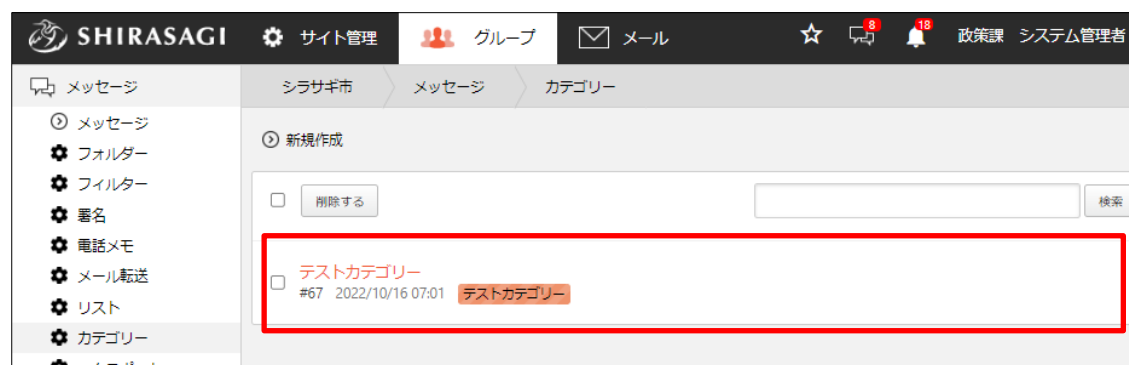 SHIRASAGI サイト管理 グループ メール 8 18 政策課 システム管理者
メッセージ
シラサギ市 メッセージ カテゴリー
メッセージ
フォルダー
フィルター
署名
電話メモ
メール転送
リスト
カテゴリー
新規作成
削除する 検索
テストカテゴリー
#67 2022/10/16 07:01 テストカテゴリー